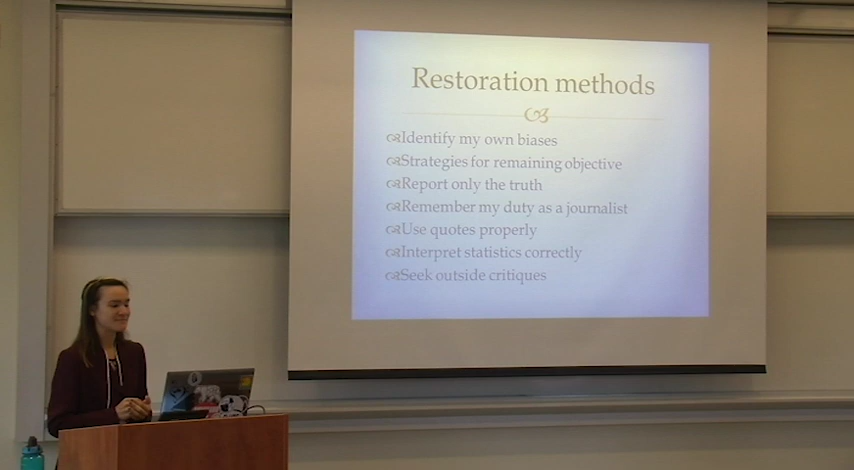 Restoration methods
Identify my own biases
Strategies for remaining objective
Report only the truth
Remember my duty as a journalist
Use quotes properly
Interpret statistics correctly
Seek outside critiques